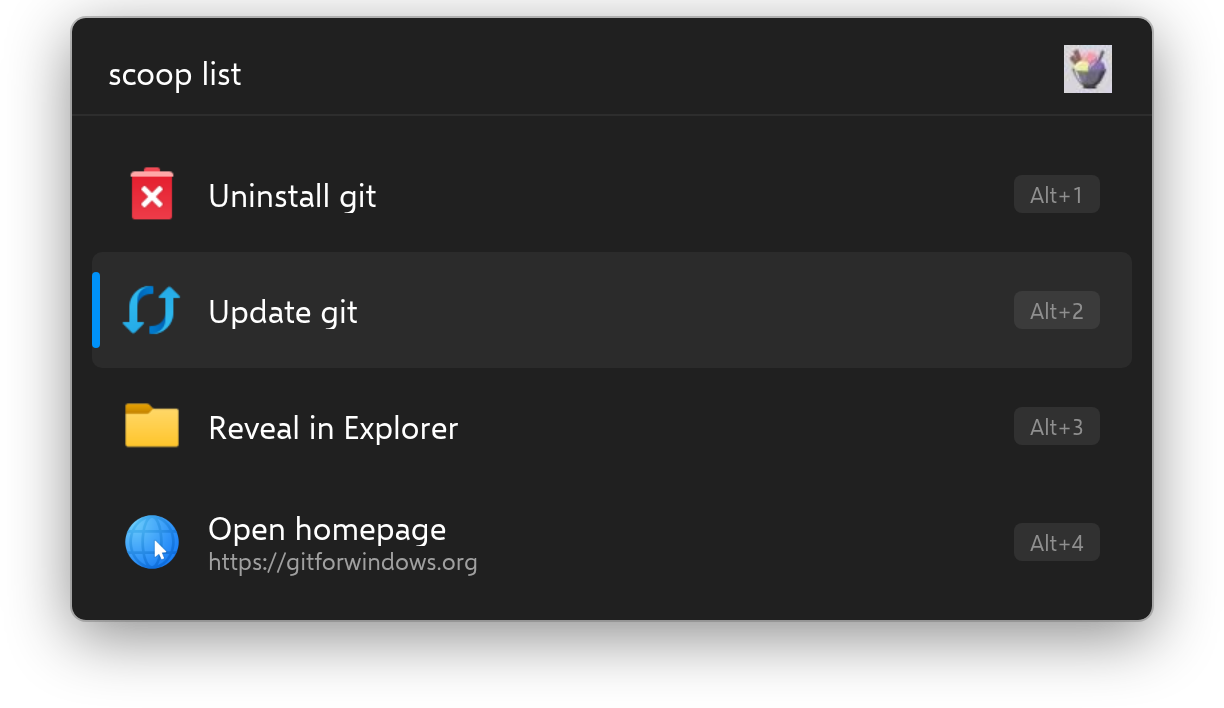 scoop list
Uninstall git
Alt+1
Update git
Alt+2
Reveal in Explorer
Alt+3
Open homepage
https://gitforwindows.org
Alt+4